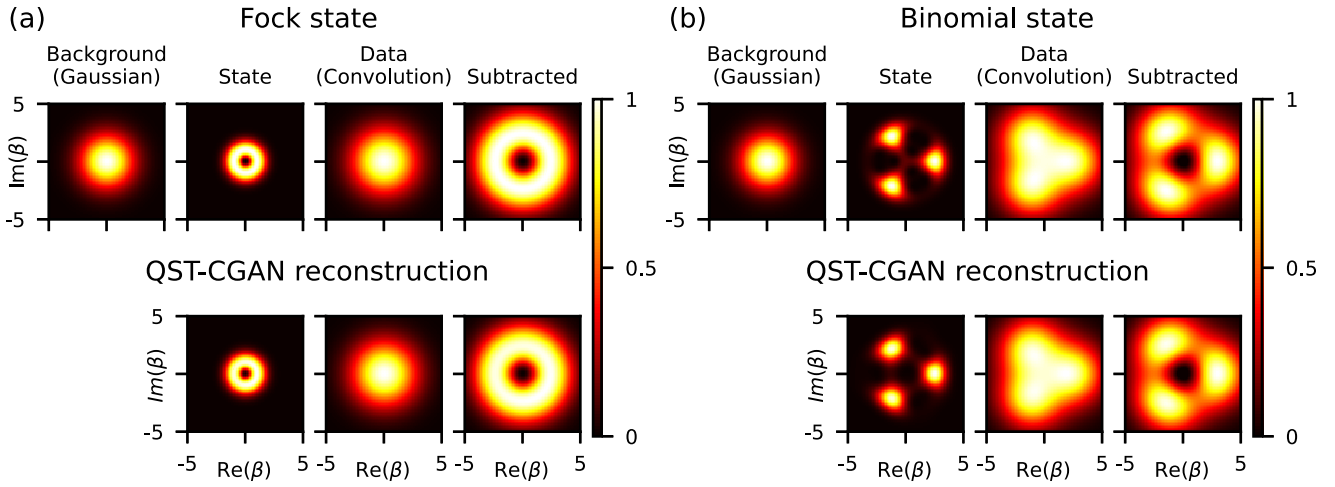 (a)
Fock state
Background
(Gaussian)
State
Data
(Convolution)
Subtracted
5
Im(β)
-5
1
0.5
0
QST-CGAN reconstruction
5
Im(β)
-5
-5
Re(β)
5
-5
Re(β)
5
-5
Re(β)
5
(b)
Binomial state
Background
(Gaussian)
State
Data
(Convolution)
Subtracted
5
Im(β)
-5
1
0.5
0
QST-CGAN reconstruction
5
Im(β)
-5
-5
Re(β)
5
-5
Re(β)
5
-5
Re(β)
5